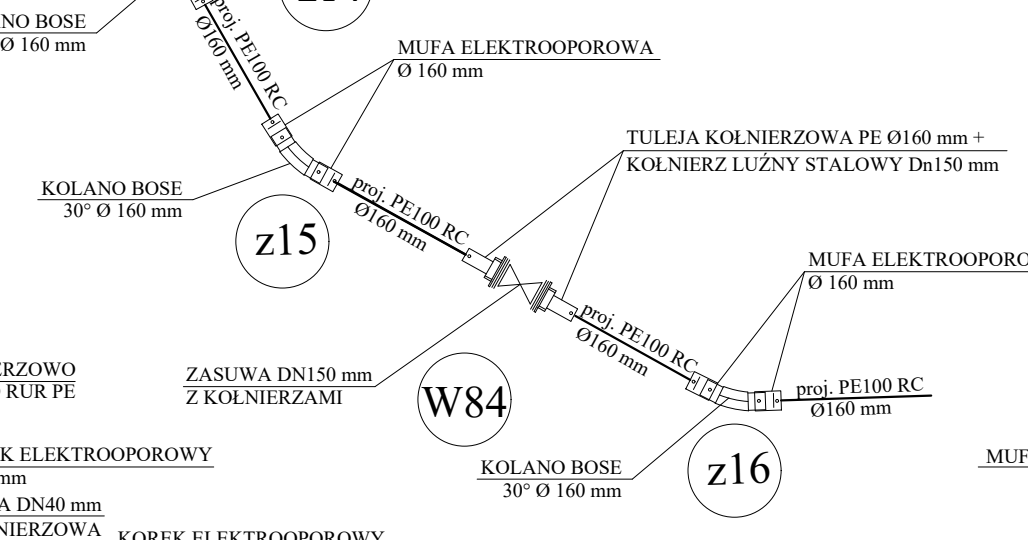 NO BOSE
Ø 160 mm
proj. PE100 RC
Ø160 mm
MUFA ELEKTROOPOROWA
Ø 160 mm
TULEJA KOŁNIERZOWA PE Ø160 mm +
KOŁNIERZ LUŹNY STALOWY Dn150 mm
KOLANO BOSE
30° Ø 160 mm
z15
proj. PE100 RC
Ø160 mm
MUFA ELEKTROOPORO
Ø 160 mm
proj. PE100 RC
Ø160 mm
ERZOWO
RUR PE
ZASUWA DN150 mm
Z KOŁNIERZAMI
W84
proj. PE100 RC
Ø160 mm
K ELEKTROOPOROWY
mm
KOLANO BOSE
30° Ø 160 mm
z16
MUF
A DN40 mm
NIERZOWA
KOREK ELEKTROOPOROWY